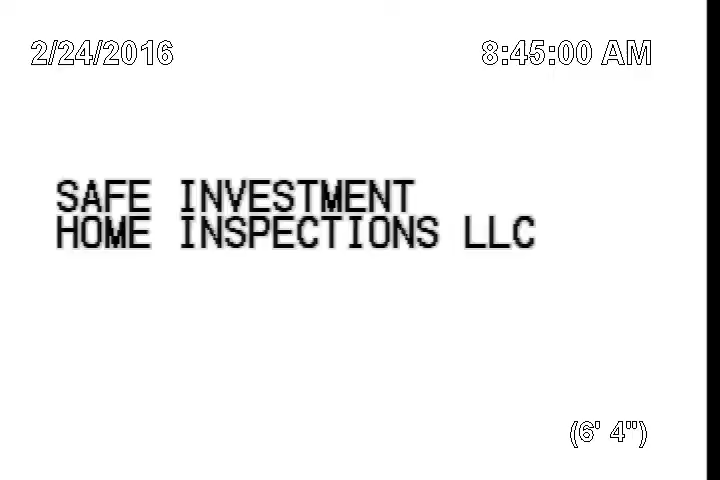 2/24/2016 8:45:00 AM
SAFE INVESTMENT
HOME INSPECTIONS LLC
(6' 4")